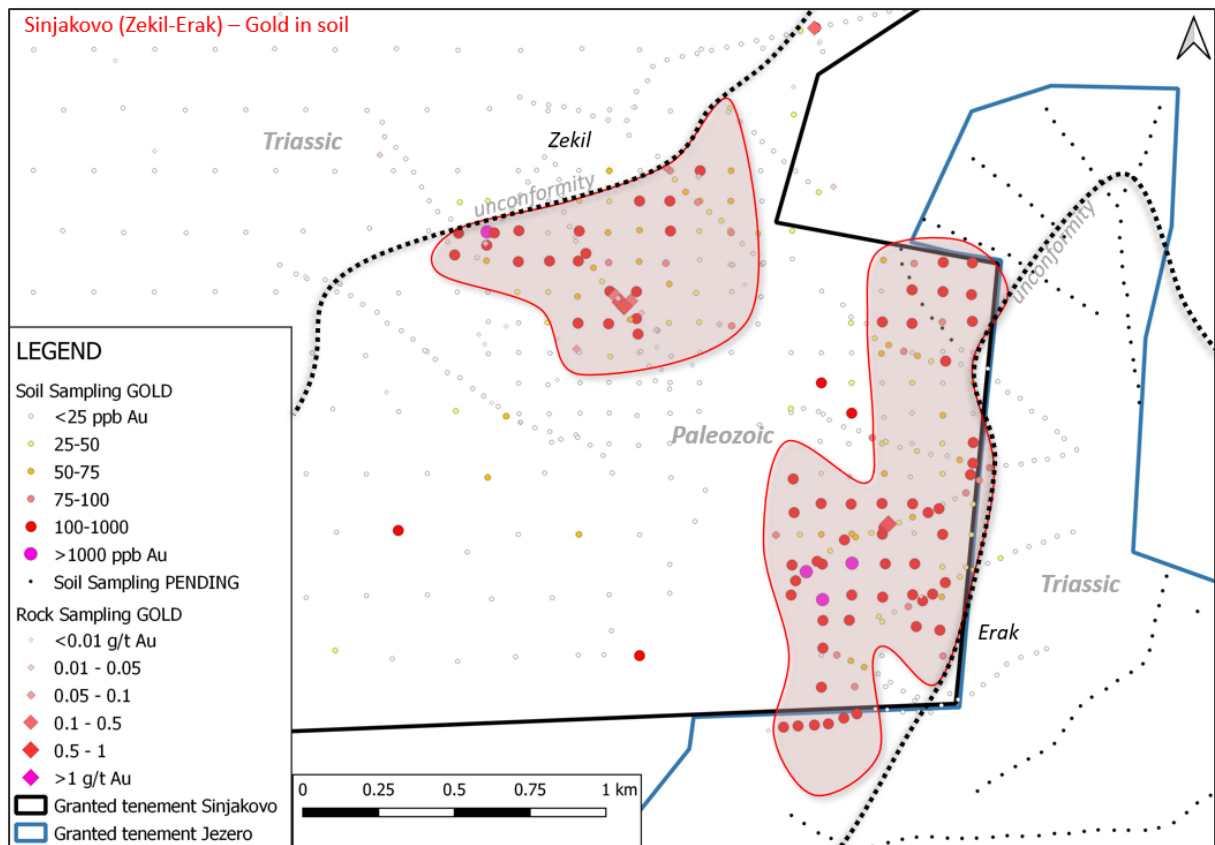 Sinjakovo (Zekil-Erak) – Gold in soil
Triassic
Zekil
unconformity
unconformity
Paleozoic
Triassic
Erak
LEGEND
Soil Sampling GOLD
<25 ppb Au
25-50
50-75
75-100
100-1000
>1000 ppb Au
Soil Sampling PENDING
Rock Sampling GOLD
<0.01 g/t Au
0.01 - 0.05
0.05 - 0.1
0.1 - 0.5
0.5 - 1
>1 g/t Au
Granted tenement Sinjakovo
Granted tenement Jezero
0 0.25 0.5 0.75 1 km